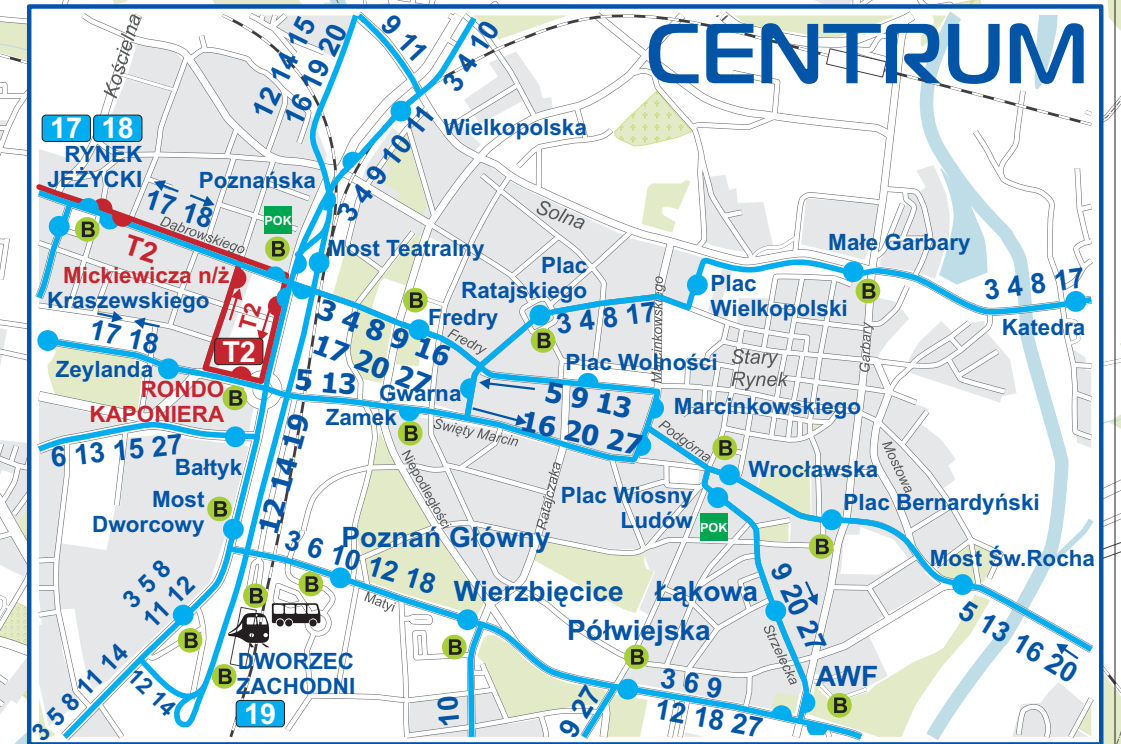 CENTRUM
Kościelna
12 14 15
16 19 20
9 11
3 4 10
Wielkopolska
17 18
RYNEK
JEŻYCKI
Poznańska
3 4 9 10 11
17 18
Dąbrowskiego
POK
B
B
T2
Mickiewicza n/ż
Kraszewskiego
T2
T2
Most Teatralny
Solna
Małe Garbary
B
3 4 8 17
Katedra
Plac
Wielkopolski
Plac
Ratajskiego
3 4 8 17
B
B
Fredry
Fredry
3 4 8 9 16
17 20 27
17 18
Zeylanda
RONDO
KAPONIERA
B
5 13
Zamek
B
Gwarna
Święty Marcin
Plac Wolności
5 9 13
16 20 27
Stary
Rynek
Garbary
Marcinkowskiego
Marcinkowskiego
Podgórna
B
Wrocławska
Mostowa
Plac Bernardyński
B
Most Św.Rocha
5 13 16 20
6 13 15 27
Bałtyk
12 14 19
Most
Dworcowy
B
Niepodległości
Ratajczaka
Plac Wiosny
Ludów
POK
Poznań Główny
3 6 10 12 18
Matyi
B
B
Wierzbięcice
B
Łąkowa
9 20 27
Strzelecka
Półwiejska
B
3 6 9
12 18 27
AWF
B
3 5 8
11 12
B
B
DWORZEC
ZACHODNI
19
12 14
3 5 8 11 14
10
9 27